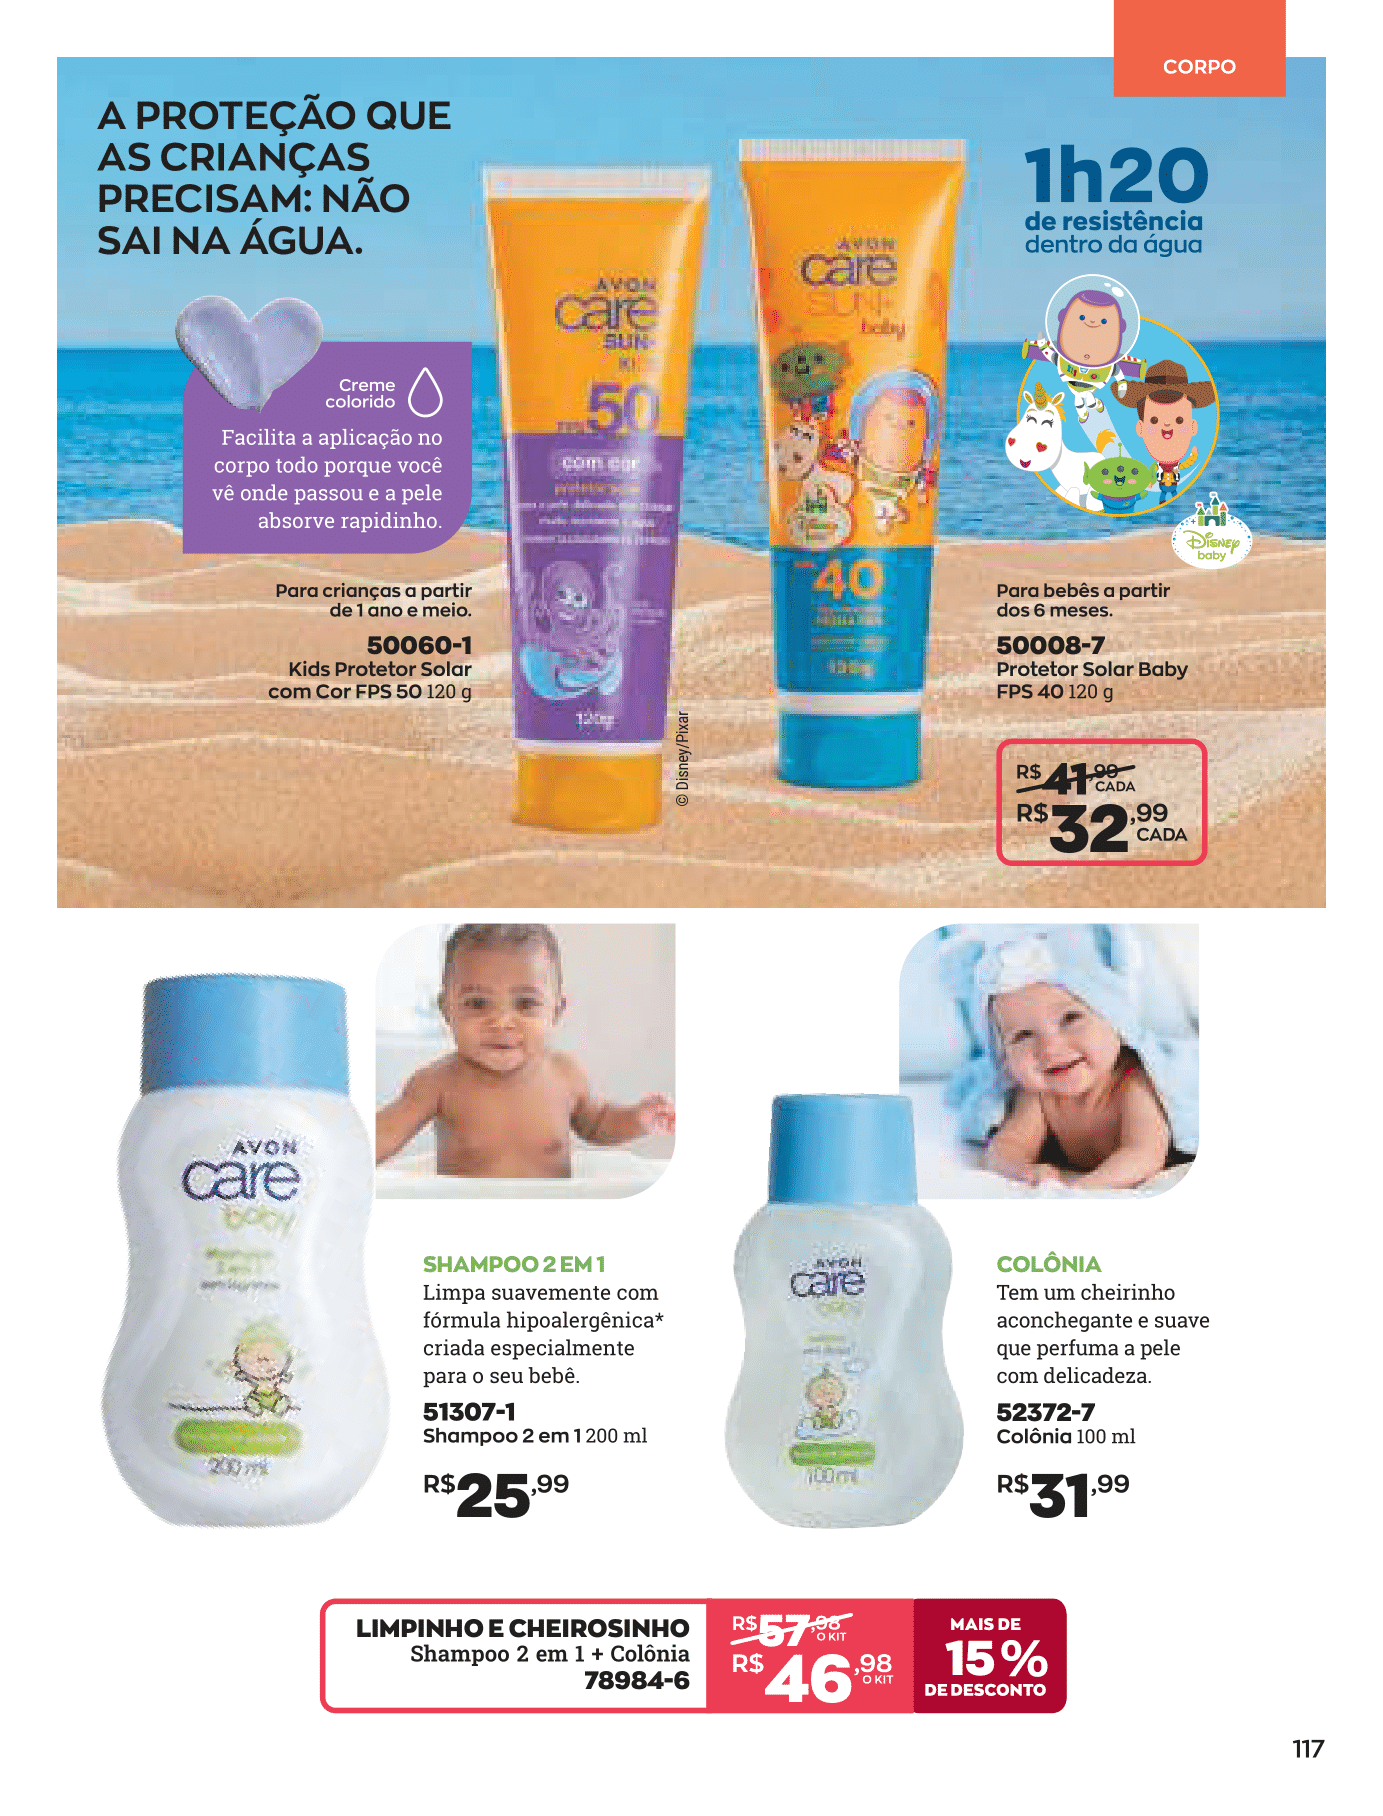 CORPO
A PROTEÇÃO QUE
AS CRIANÇAS
PRECISAM: NÃO
SAI NA ÁGUA.
1h20
de resistência
dentro da água
Creme
colorido
Facilita a aplicação no
corpo todo porque você
vê onde passou e a pele
absorve rapidinho.
Para crianças a partir
de 1 ano e meio.
50060-1
Kids Protetor Solar
com Cor FPS 50 120 g
AVON
care
SUN+
50
com cor
120g
© Disney/Pixar
AVON
care
SUN+
baby
40
Disney
baby
Para bebês a partir
dos 6 meses.
50008-7
Protetor Solar Baby
FPS 40 120 g
R$ 41,99
CADA
R$ 32,99
CADA
AVON
care
baby
200 ml
SHAMPOO 2 EM 1
Limpa suavemente com
fórmula hipoalergênica*
criada especialmente
para o seu bebê.
51307-1
Shampoo 2 em 1 200 ml
R$ 25,99
AVON
care
100 ml
COLÔNIA
Tem um cheirinho
aconchegante e suave
que perfuma a pele
com delicadeza.
52372-7
Colônia 100 ml
R$ 31,99
LIMPINHO E CHEIROSINHO
Shampoo 2 em 1 + Colônia
78984-6
R$ 57,98
O KIT
R$ 46,98
O KIT
MAIS DE
15%
DE DESCONTO
117